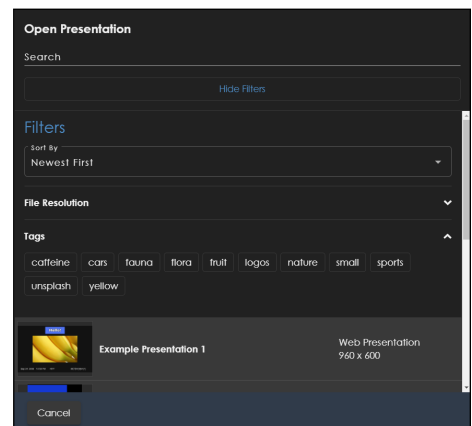 Open Presentation
Search
Hide Filters
Filters
Sort By
Newest First
File Resolution
Tags
caffeine cars fauna flora fruit logos nature small sports
unsplash yellow
Example Presentation 1
Web Presentation
960 x 600
Cancel